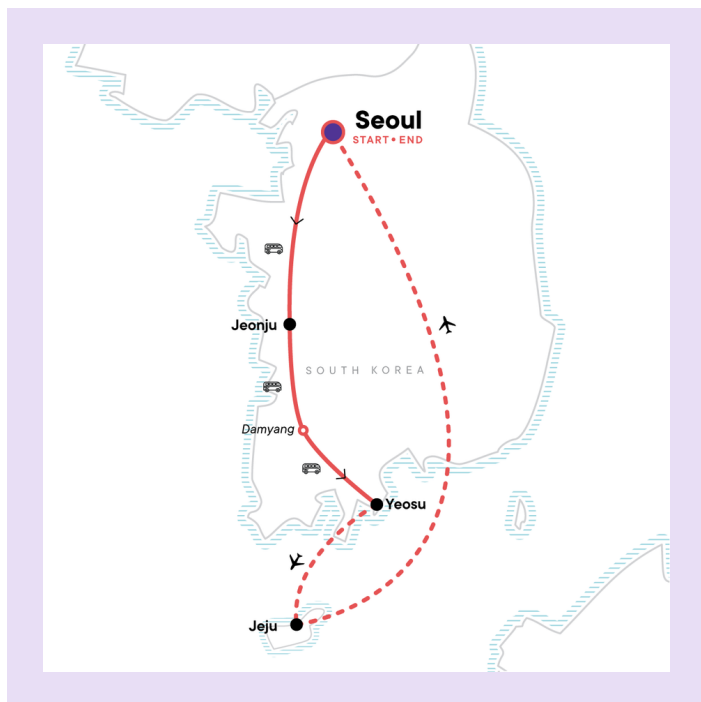 Seoul
START • END
Jeonju
SOUTH KOREA
Damyang
Yeosu
Jeju